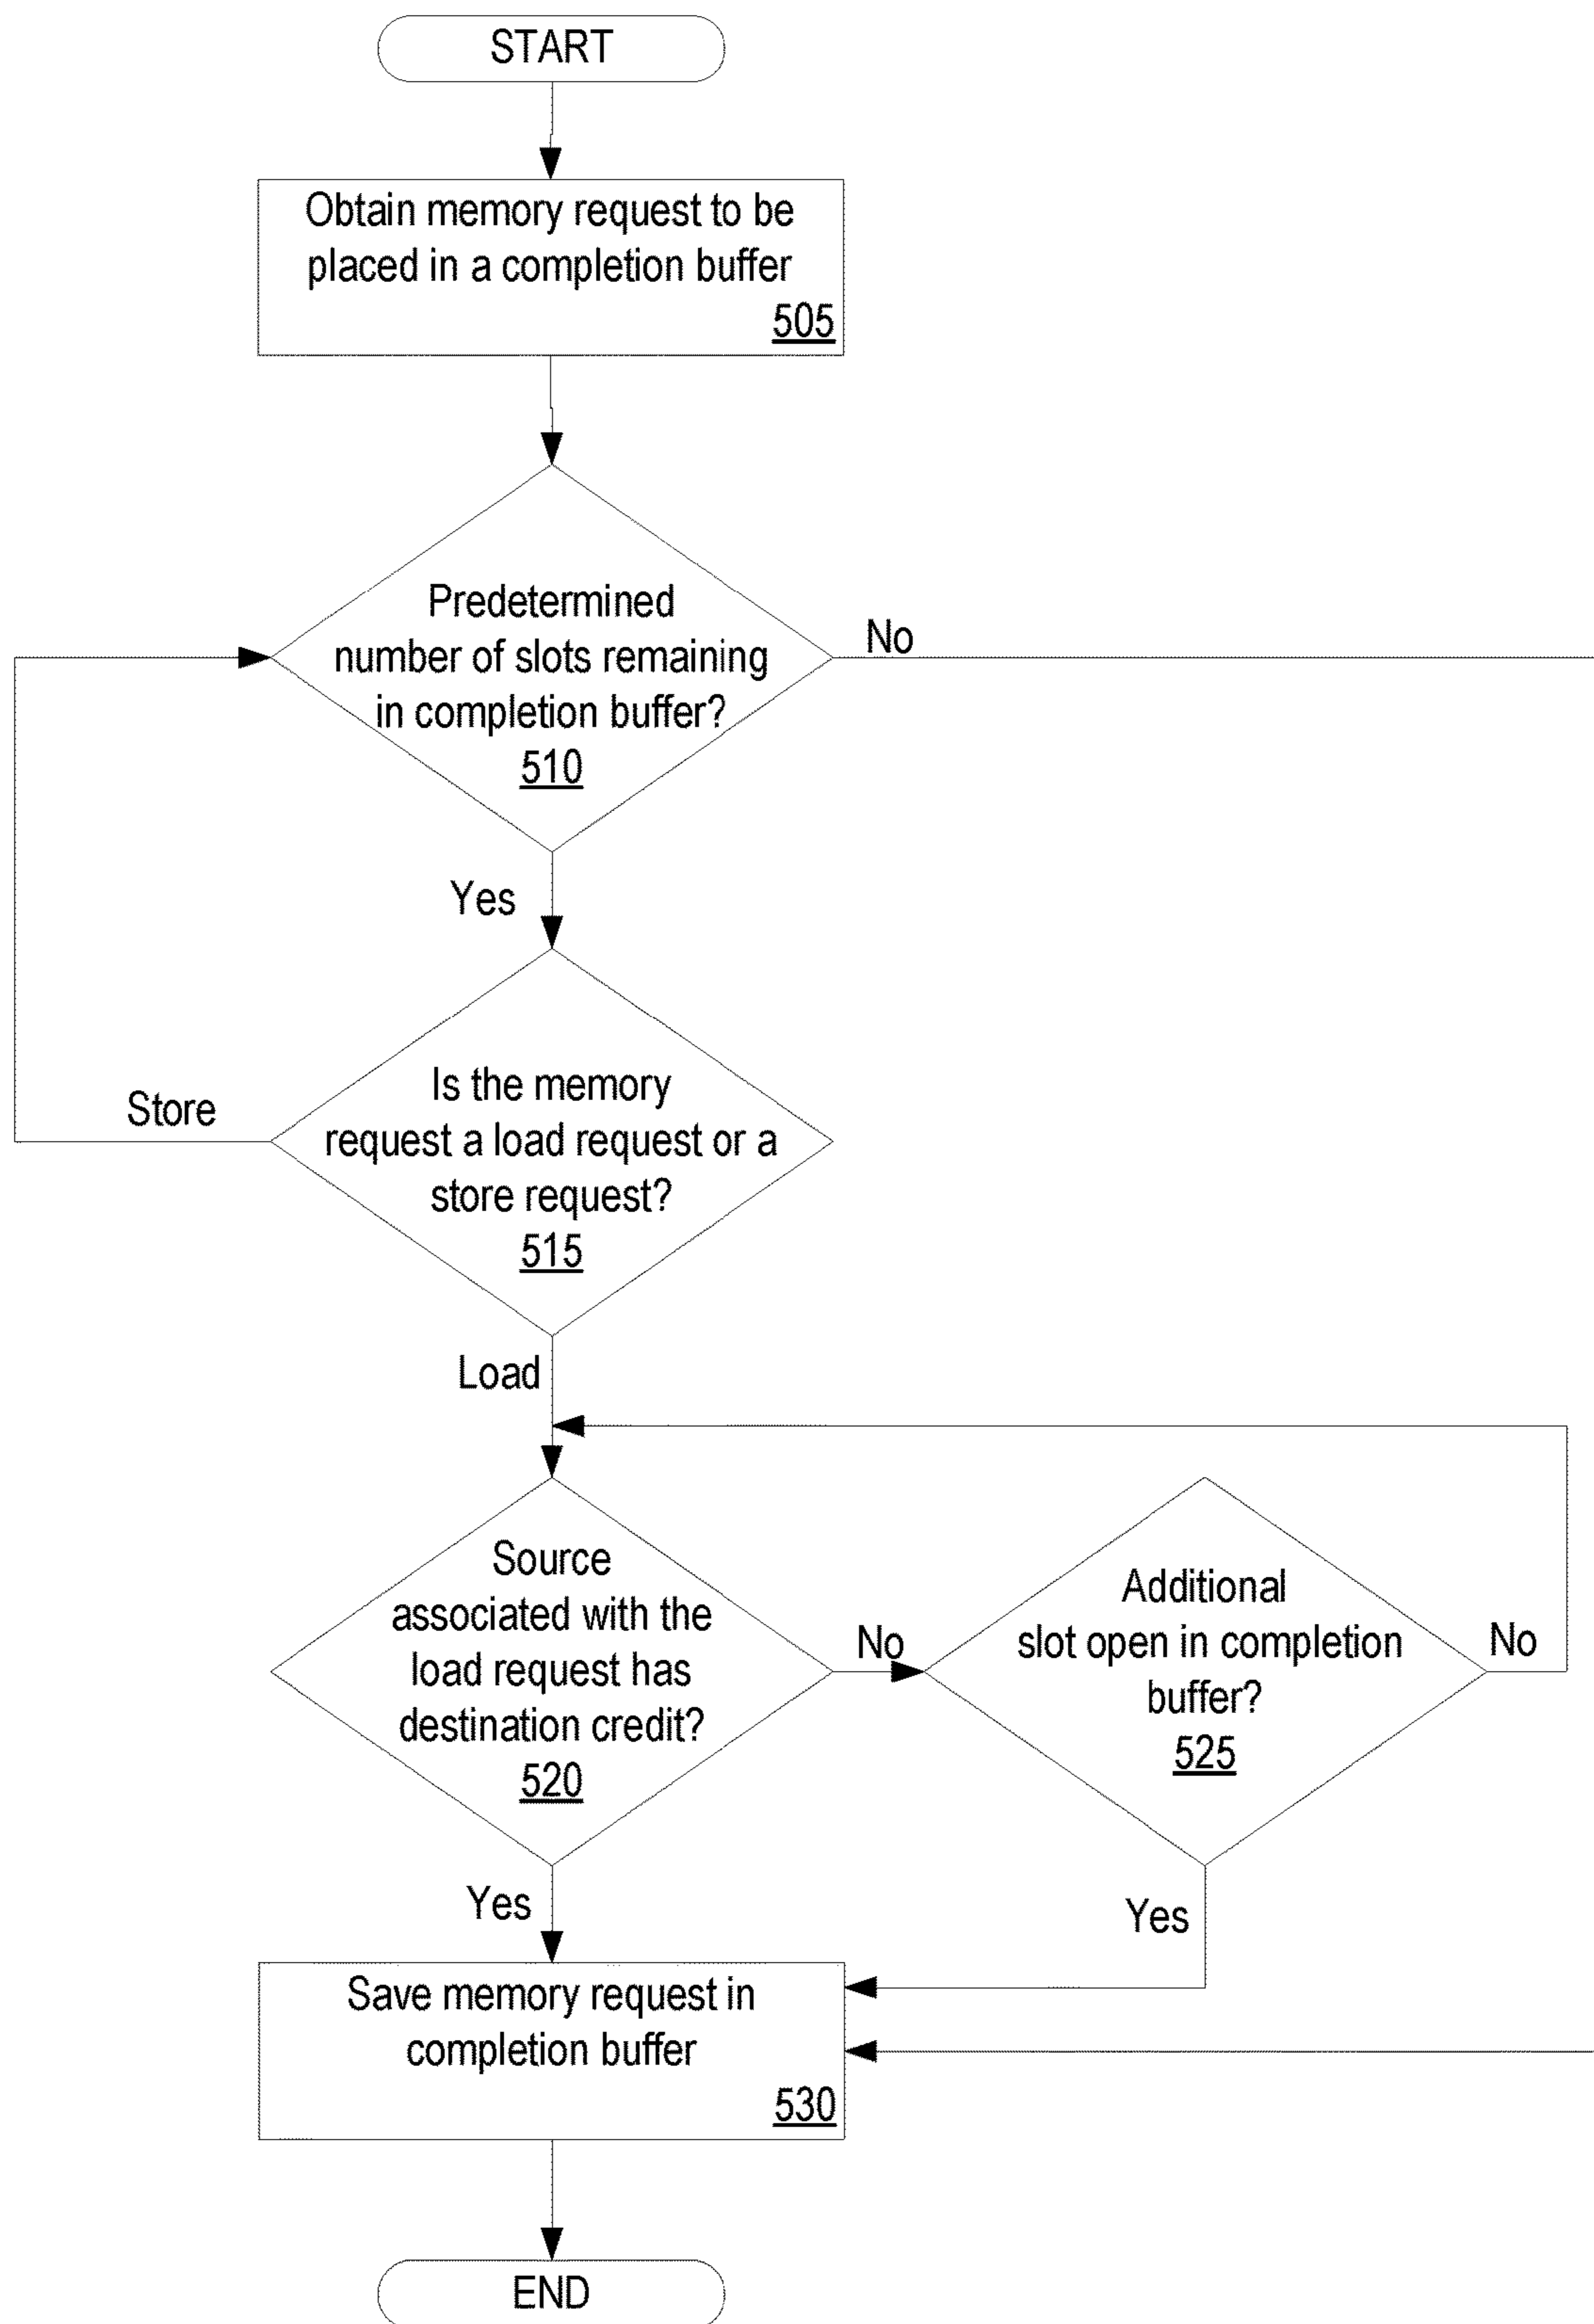 START
Obtain memory request to be
placed in a completion buffer
505
Predetermined
number of slots remaining
in completion buffer?
510
No
Yes
Is the memory
request a load request or a
store request?
515
Store
Load
Source
associated with the
load request has
destination credit?
520
No
Additional
slot open in completion
buffer?
525
No
Yes
Yes
Save memory request in
completion buffer
530
END